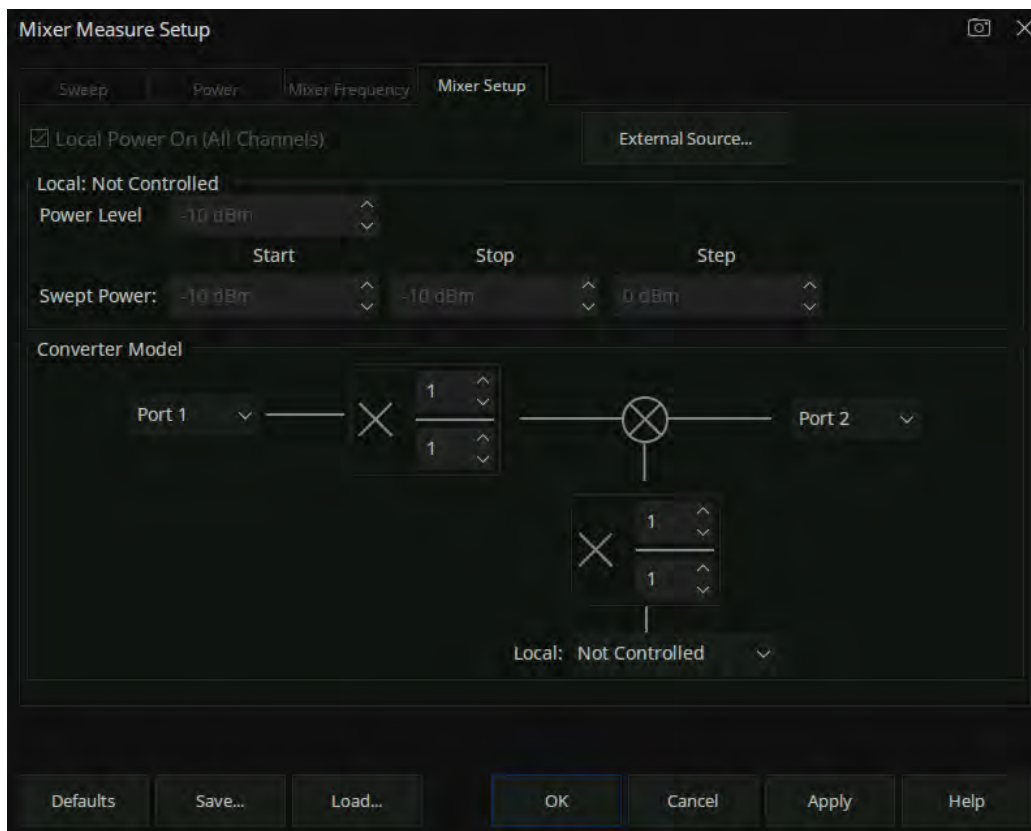 Mixer Measure Setup
Sweep Power Mixer Frequency Mixer Setup
Local Power On (All Channels) External Source...
Local: Not Controlled
Power Level -10 dBm
Start Stop Step
Swept Power: -10 dBm -10 dBm 0 dBm
Converter Model
Port 1 1 Port 2
1
1
1
Local: Not Controlled
Defaults Save... Load... OK Cancel Apply Help